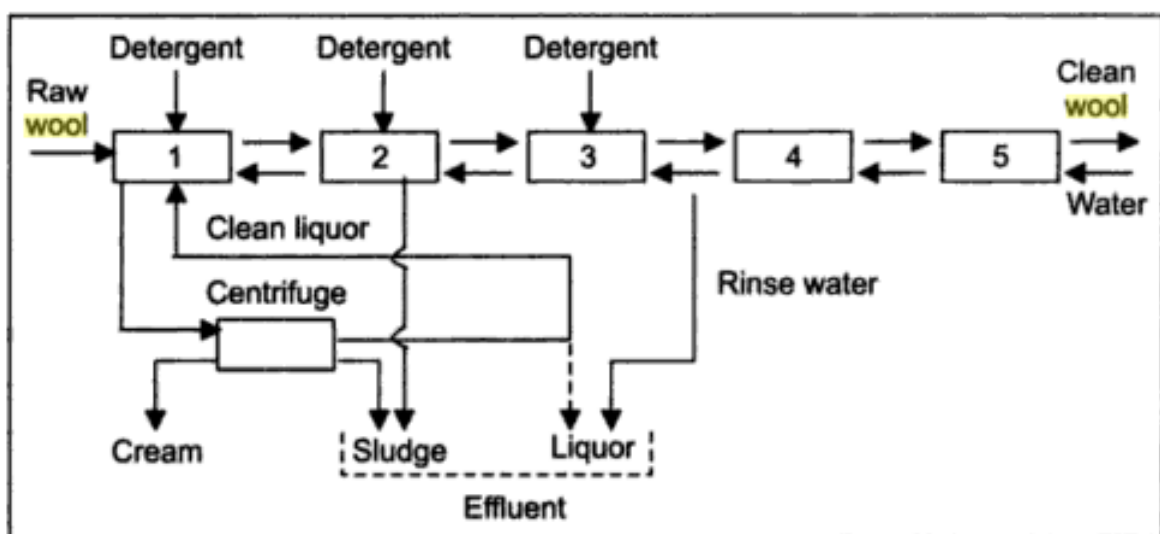 Detergent Detergent Detergent
Raw
wool
Clean
wool
1 2 3 4 5
Water
Clean liquor
Centrifuge
Rinse water
Cream Sludge Liquor
Effluent